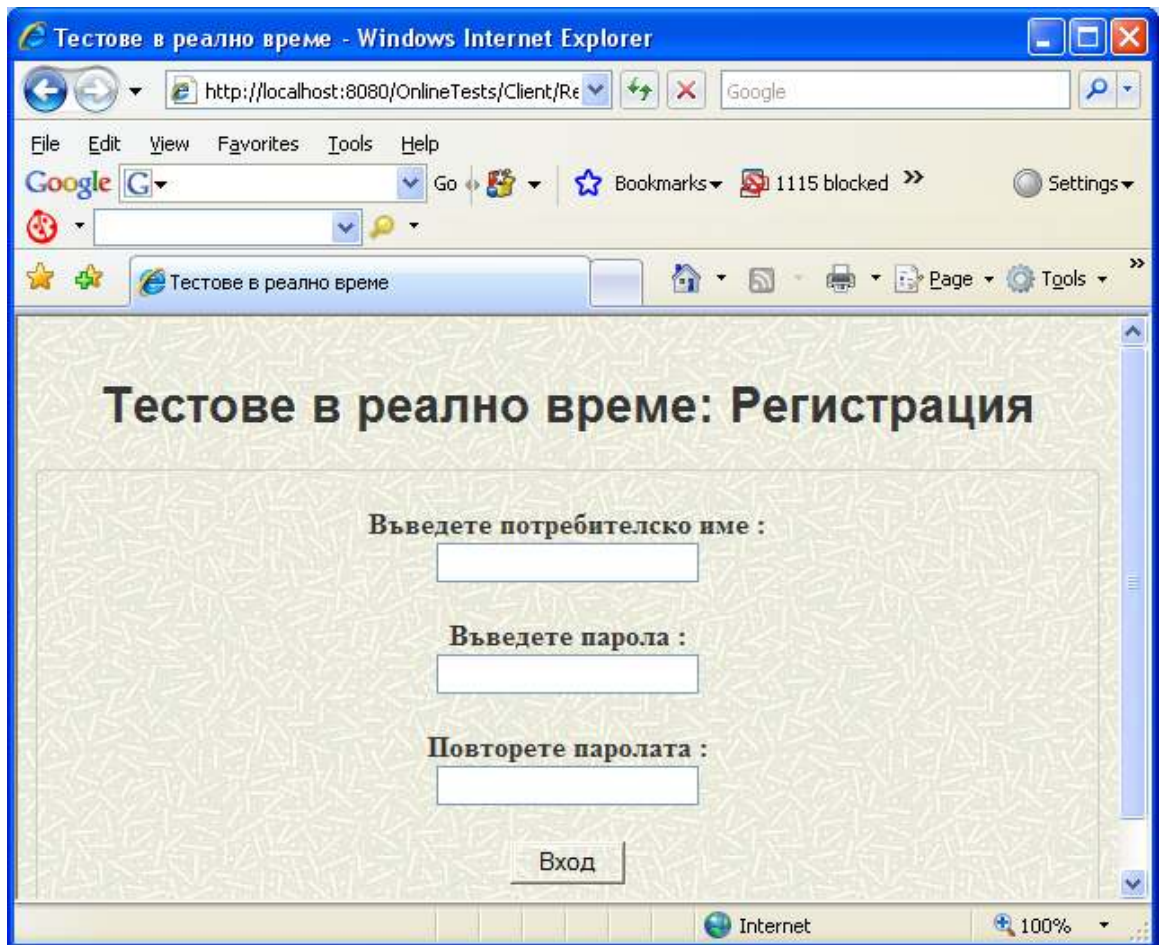 Тестове в реално време - Windows Internet Explorer
http://localhost:8080/OnlineTests/Client/Re
Google
File Edit View Favorites Tools Help
Google G Go Bookmarks 1115 blocked » Settings
Тестове в реално време Page Tools »
Тестове в реално време: Регистрация
Въведете потребителско име :
Въведете парола :
Повторете паролата :
Вход
Internet 100%